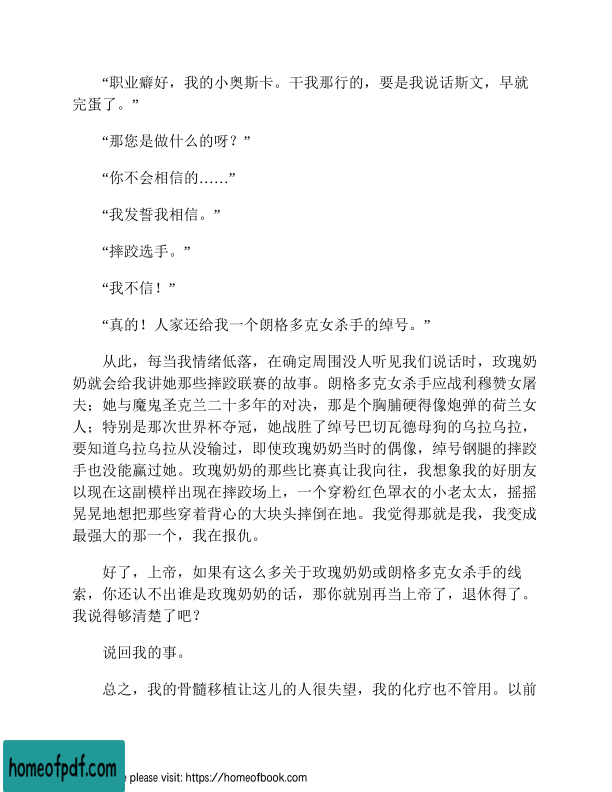 “职业癖好，我的小奥斯卡。干我那行的，要是我说话斯文，早就
完蛋了。”
“那您是做什么的呀？”
“你不会相信的……”
“我发誓我相信。”
“摔跤选手。”
“我不信！”
“真的！人家还给我一个朗格多克女杀手的绰号。”
从此，每当我情绪低落，在确定周围没人听见我们说话时，玫瑰奶
奶就会给我讲她那些摔跤联赛的故事。朗格多克女杀手应战利穆赞女屠
夫；她与魔鬼圣克兰二十多年的对决，那是个胸脯硬得像炮弹的荷兰女
人；特别是那次世界杯夺冠，她战胜了绰号巴切瓦德母狗的乌拉乌拉，
要知道乌拉乌拉从没输过，即使玫瑰奶奶当时的偶像，绰号钢腿的摔跤
手也没能赢过她。玫瑰奶奶的那些比赛真让我向往，我想象我的好朋友
以现在这副模样出现在摔跤场上，一个穿粉红色罩衣的小老太太，摇摇
晃晃地想把那些穿着背心的大块头摔倒在地。我觉得那就是我，我变成
最强大的那一个，我在报仇。
好了，上帝，如果有这么多关于玫瑰奶奶或朗格多克女杀手的线
索，你还认不出谁是玫瑰奶奶的话，那你就别再当上帝了，退休得了。
我说得够清楚了吧？
说回我的事。
总之，我的骨髓移植让这儿的人很失望，我的化疗也不管用。以前
homeofpdf.com
e please visit: https://homeofbook.com